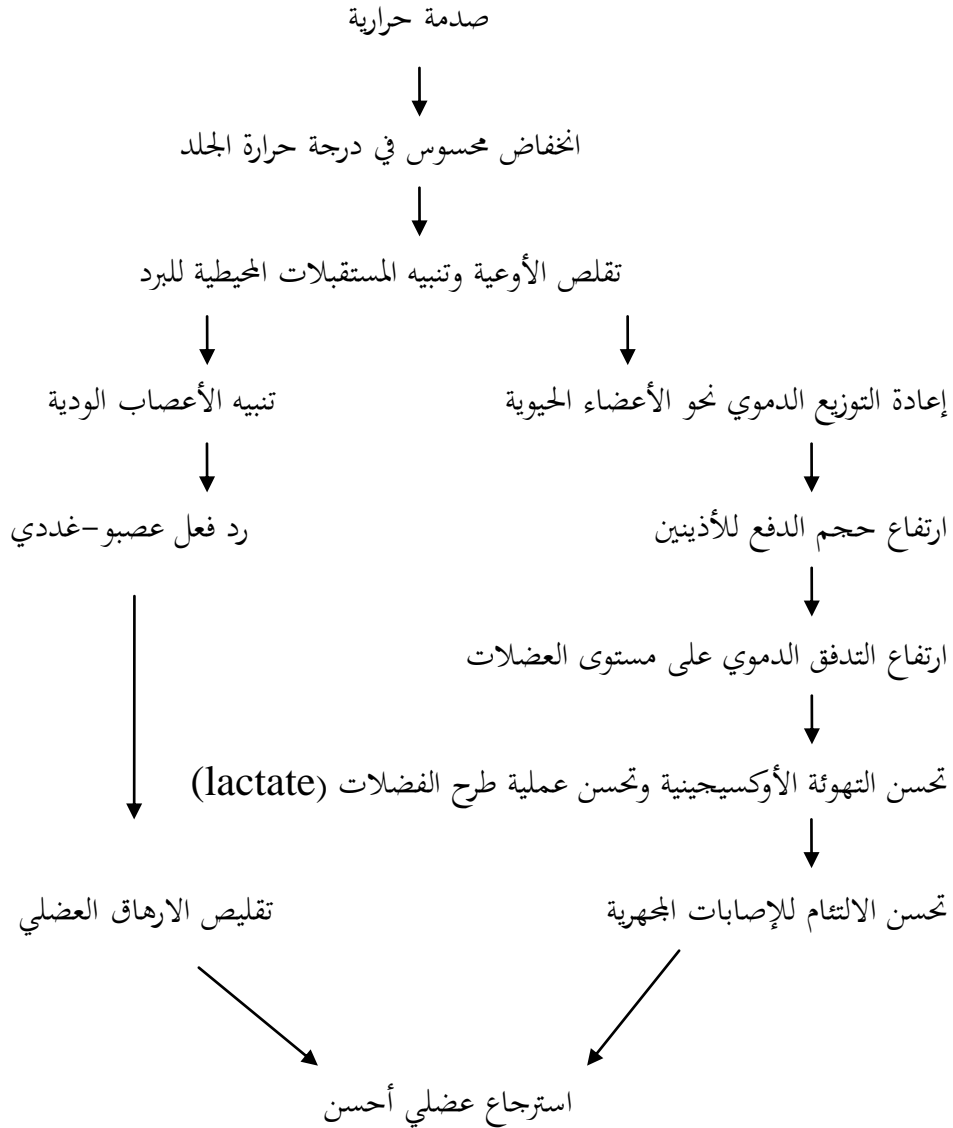 صدمة حرارية
انخفاض محسوس في درجة حرارة الجلد
تقلص الأوعية وتنبيه المستقبلات المحيطية للبرد
إعادة التوزيع الدموي نحو الأعضاء الحيوية
تنبيه الأعصاب الودية
ارتفاع حجم الدفع للأذينين
رد فعل عصبو-غددي
ارتفاع التدفق الدموي على مستوى العضلات
تحسن التهوئة الأوكسيجينية وتحسن عملية طرح الفضلات (lactate)
تحسن الالتئام للإصابات المجهرية
تقليص الارهاق العضلي
استرجاع عضلي أحسن